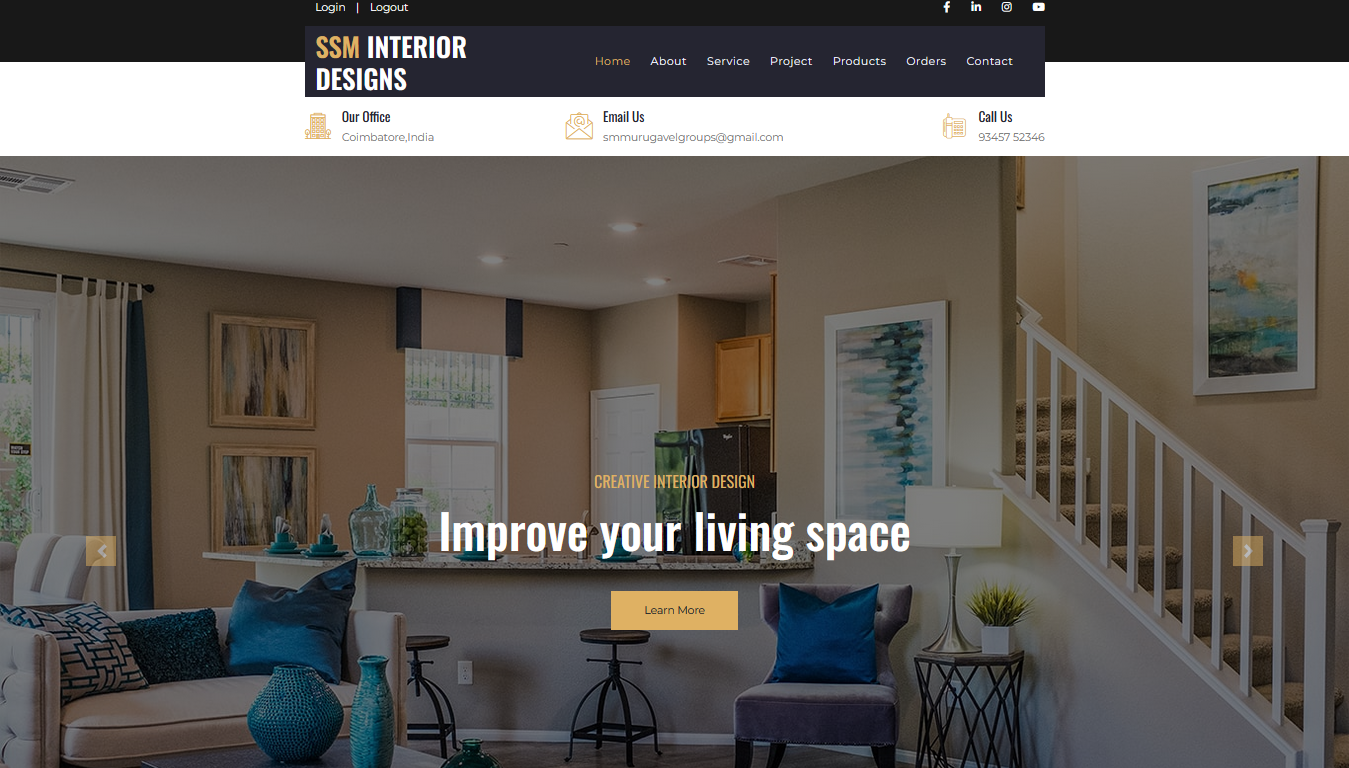 Login | Logout
SSM INTERIOR
DESIGNS
Home About Service Project Products Orders Contact
Our Office
Coimbatore,India
Email Us
smmurugavelgroups@gmail.com
Call Us
93457 52346
CREATIVE INTERIOR DESIGN
Improve your living space
Learn More